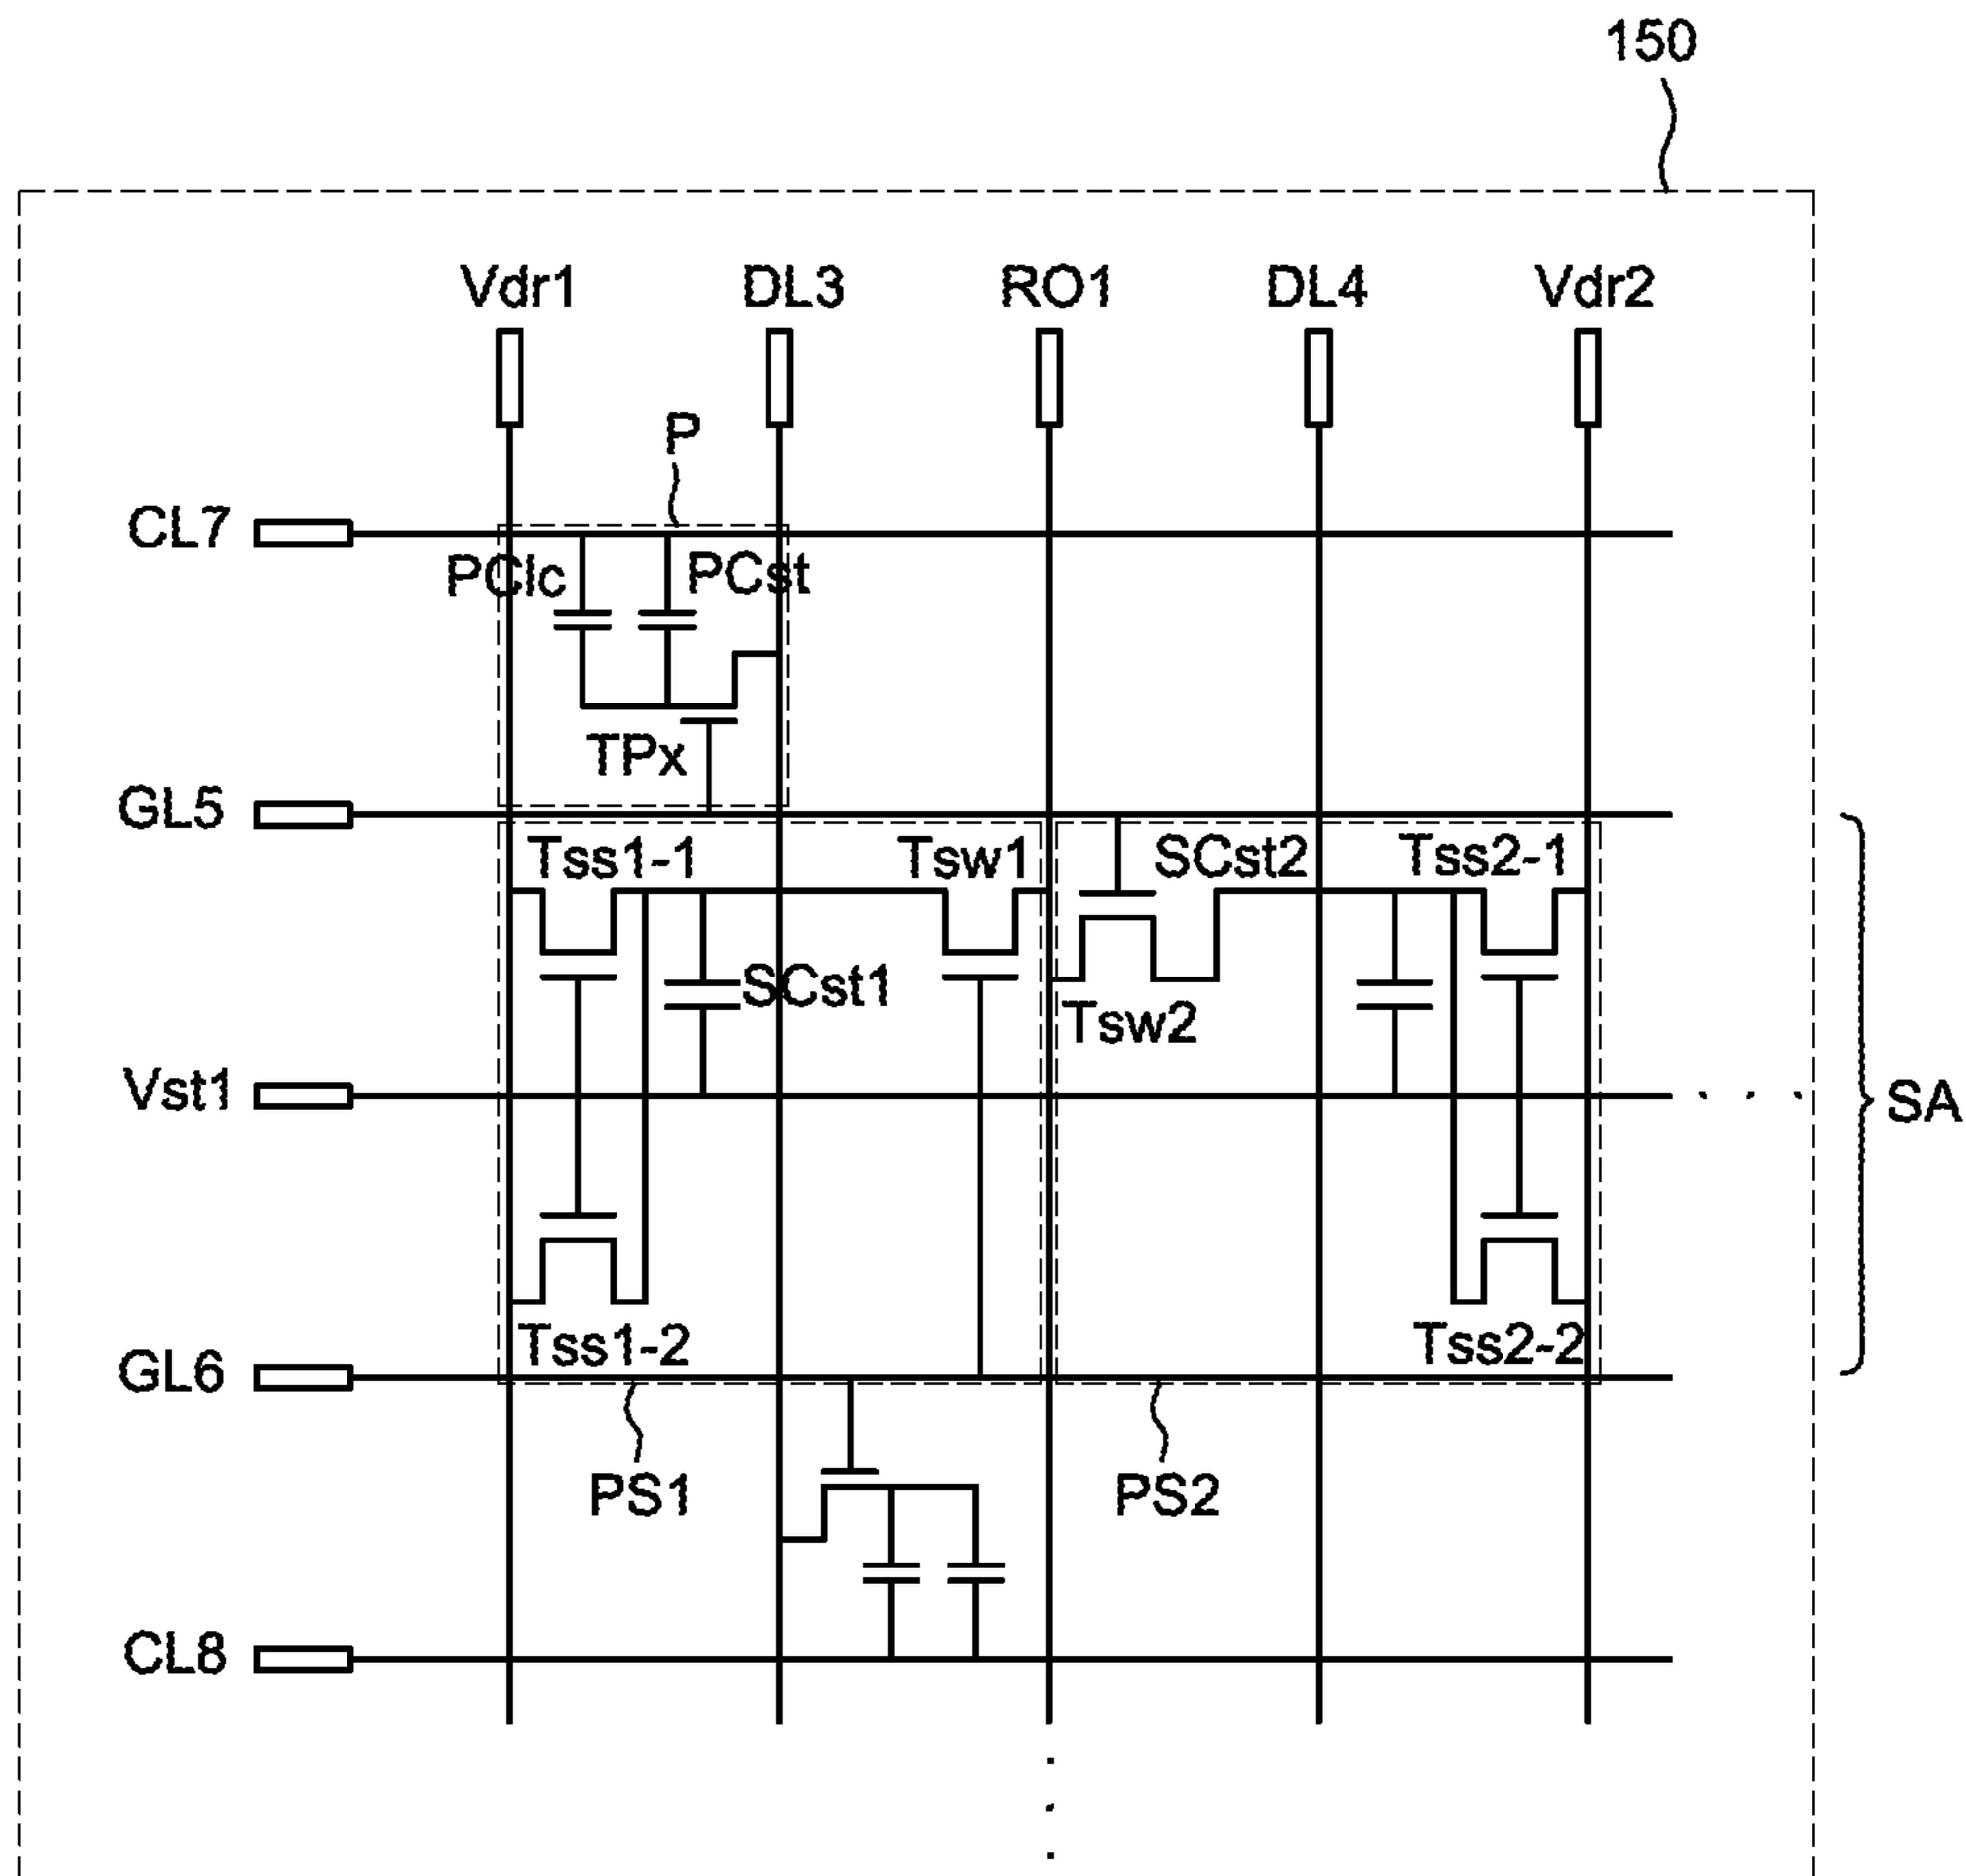 150
Vdr1 DL3 RO1 DL4 Vdr2
P
CL7
PClc PCst
TPx
GL5
Tss1-1 Tsw1 SCst2 Tss2-1
SCst1
Tsw2
Vst1
SA
Tss1-2 Tss2-2
GL6
PS1 PS2
CL8